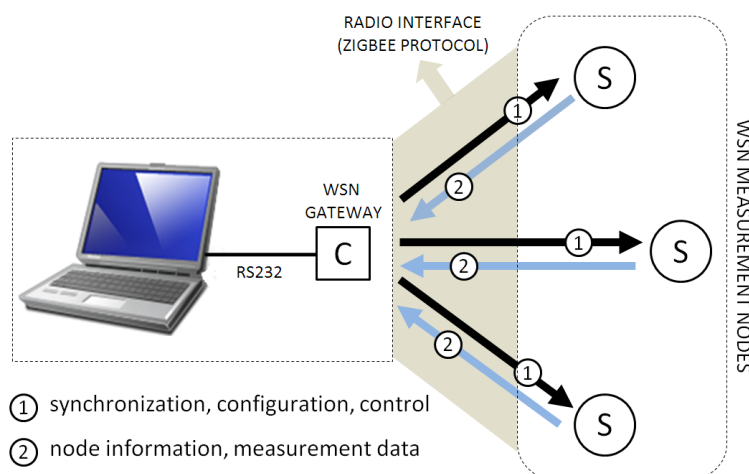 RADIO INTERFACE
(ZIGBEE PROTOCOL)
S
1
2
WSN
GATEWAY
C
RS232
1
2
S
2
1
S
WSN MEASUREMENT NODES
1 synchronization, configuration, control
2 node information, measurement data